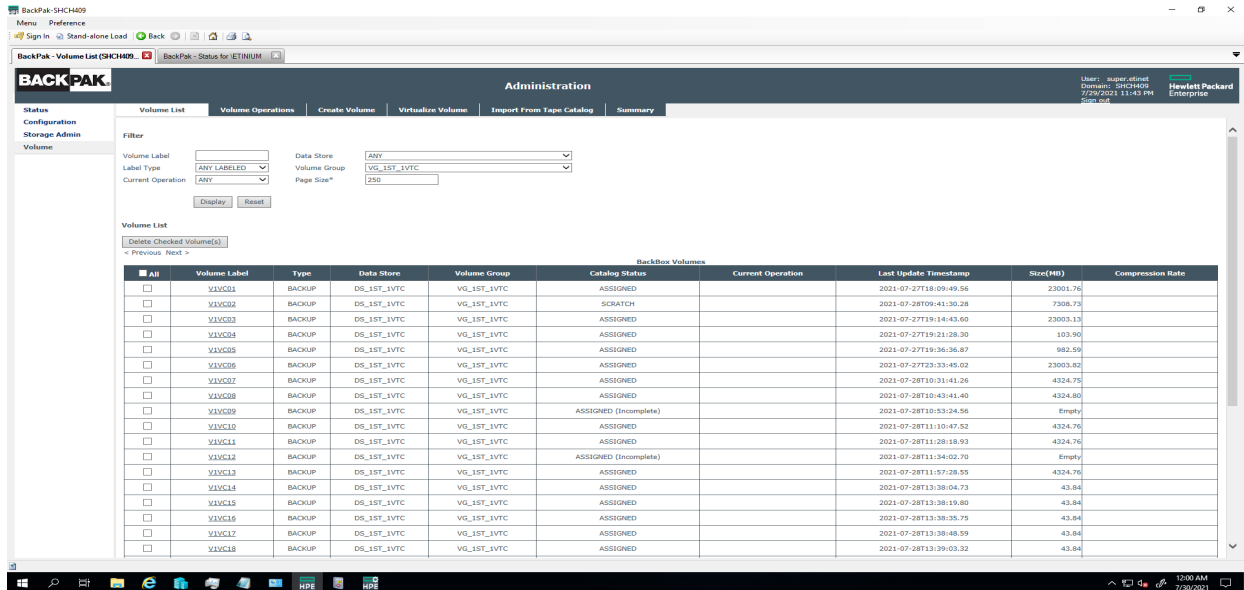 BackPak-SHCH409
Menu Preference
Sign In Stand-alone Load Back
BackPak - Volume List (SHCH409... BackPak - Status for \ETINIUM
BACKPAK.
Administration
User: super.etinet
Domain: SHCH409
7/29/2021 11:43 PM
Sign out
Hewlett Packard
Enterprise
Status
Configuration
Storage Admin
Volume
Volume List Volume Operations Create Volume Virtualize Volume Import From Tape Catalog Summary
Filter
Volume Label Data Store ANY
Label Type ANY LABELED Volume Group VG_1ST_1VTC
Current Operation ANY Page Size* 250
Display Reset
Volume List
Delete Checked Volume(s)
< Previous Next >
BackBox Volumes
All Volume Label Type Data Store Volume Group Catalog Status Current Operation Last Update Timestamp Size(MB) Compression Rate
V1VC01 BACKUP DS_1ST_1VTC VG_1ST_1VTC ASSIGNED 2021-07-27T18:09:49.56 23001.76
V1VC02 BACKUP DS_1ST_1VTC VG_1ST_1VTC SCRATCH 2021-07-28T09:41:30.28 7308.73
V1VC03 BACKUP DS_1ST_1VTC VG_1ST_1VTC ASSIGNED 2021-07-27T19:14:43.60 23003.13
V1VC04 BACKUP DS_1ST_1VTC VG_1ST_1VTC ASSIGNED 2021-07-27T19:21:28.30 103.90
V1VC05 BACKUP DS_1ST_1VTC VG_1ST_1VTC ASSIGNED 2021-07-27T19:36:36.87 982.59
V1VC06 BACKUP DS_1ST_1VTC VG_1ST_1VTC ASSIGNED 2021-07-27T23:33:45.02 23003.82
V1VC07 BACKUP DS_1ST_1VTC VG_1ST_1VTC ASSIGNED 2021-07-28T10:31:41.26 4324.75
V1VC08 BACKUP DS_1ST_1VTC VG_1ST_1VTC ASSIGNED 2021-07-28T10:43:41.40 4324.80
V1VC09 BACKUP DS_1ST_1VTC VG_1ST_1VTC ASSIGNED (Incomplete) 2021-07-28T10:53:24.56 Empty
V1VC10 BACKUP DS_1ST_1VTC VG_1ST_1VTC ASSIGNED 2021-07-28T11:10:47.52 4324.76
V1VC11 BACKUP DS_1ST_1VTC VG_1ST_1VTC ASSIGNED 2021-07-28T11:28:18.93 4324.76
V1VC12 BACKUP DS_1ST_1VTC VG_1ST_1VTC ASSIGNED (Incomplete) 2021-07-28T11:34:02.70 Empty
V1VC13 BACKUP DS_1ST_1VTC VG_1ST_1VTC ASSIGNED 2021-07-28T11:57:28.55 4324.76
V1VC14 BACKUP DS_1ST_1VTC VG_1ST_1VTC ASSIGNED 2021-07-28T13:38:04.73 43.84
V1VC15 BACKUP DS_1ST_1VTC VG_1ST_1VTC ASSIGNED 2021-07-28T13:38:19.80 43.84
V1VC16 BACKUP DS_1ST_1VTC VG_1ST_1VTC ASSIGNED 2021-07-28T13:38:35.75 43.84
V1VC17 BACKUP DS_1ST_1VTC VG_1ST_1VTC ASSIGNED 2021-07-28T13:38:48.59 43.84
V1VC18 BACKUP DS_1ST_1VTC VG_1ST_1VTC ASSIGNED 2021-07-28T13:39:03.32 43.84
HPE HPE
12:00 AM
7/30/2021